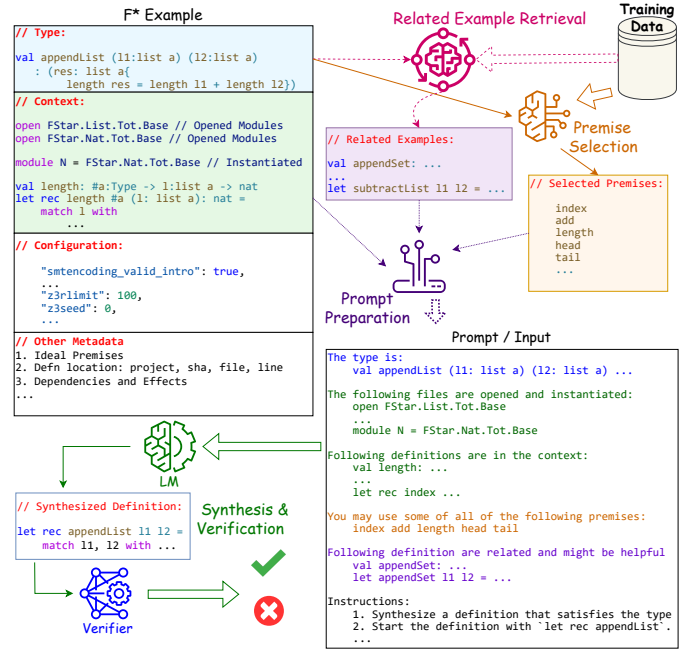 F* Example
// Type:
val appendList (l1:list a) (l2:list a)
: (res: list a{
length res = length l1 + length l2})
// Context:
open FStar.List.Tot.Base // Opened Modules
open FStar.Nat.Tot.Base // Opened Modules
module N = FStar.Nat.Tot.Base // Instantiated
val length: #a:Type -> l:list a -> nat
let rec length #a (l: list a): nat =
match l with
...
// Configuration:
"smtencoding_valid_intro": true,
...
"z3rlimit": 100,
"z3seed": 0,
...
// Other Metadata
1. Ideal Premises
2. Defn location: project, sha, file, line
3. Dependencies and Effects
...
Related Example Retrieval
Training
Data
Premise
Selection
// Related Examples:
val appendSet: ...
...
let subtractList l1 l2 = ...
// Selected Premises:
index
add
length
head
tail
...
Prompt
Preparation
Prompt / Input
The type is:
val appendList (l1: list a) (l2: list a) ...
The following files are opened and instantiated:
open FStar.List.Tot.Base
...
module N = FStar.Nat.Tot.Base
Following definitions are in the context:
val length: ...
...
let rec index ...
You may use some of all of the following premises:
index add length head tail
Following definition are related and might be helpful
val appendSet: ...
let appendSet l1 l2 = ...
Instructions:
1. Synthesize a definition that satisfies the type
2. Start the definition with `let rec appendList`.
...
LM
// Synthesized Definition:
let rec appendList l1 l2 =
match l1, l2 with ...
Synthesis &
Verification
Verifier